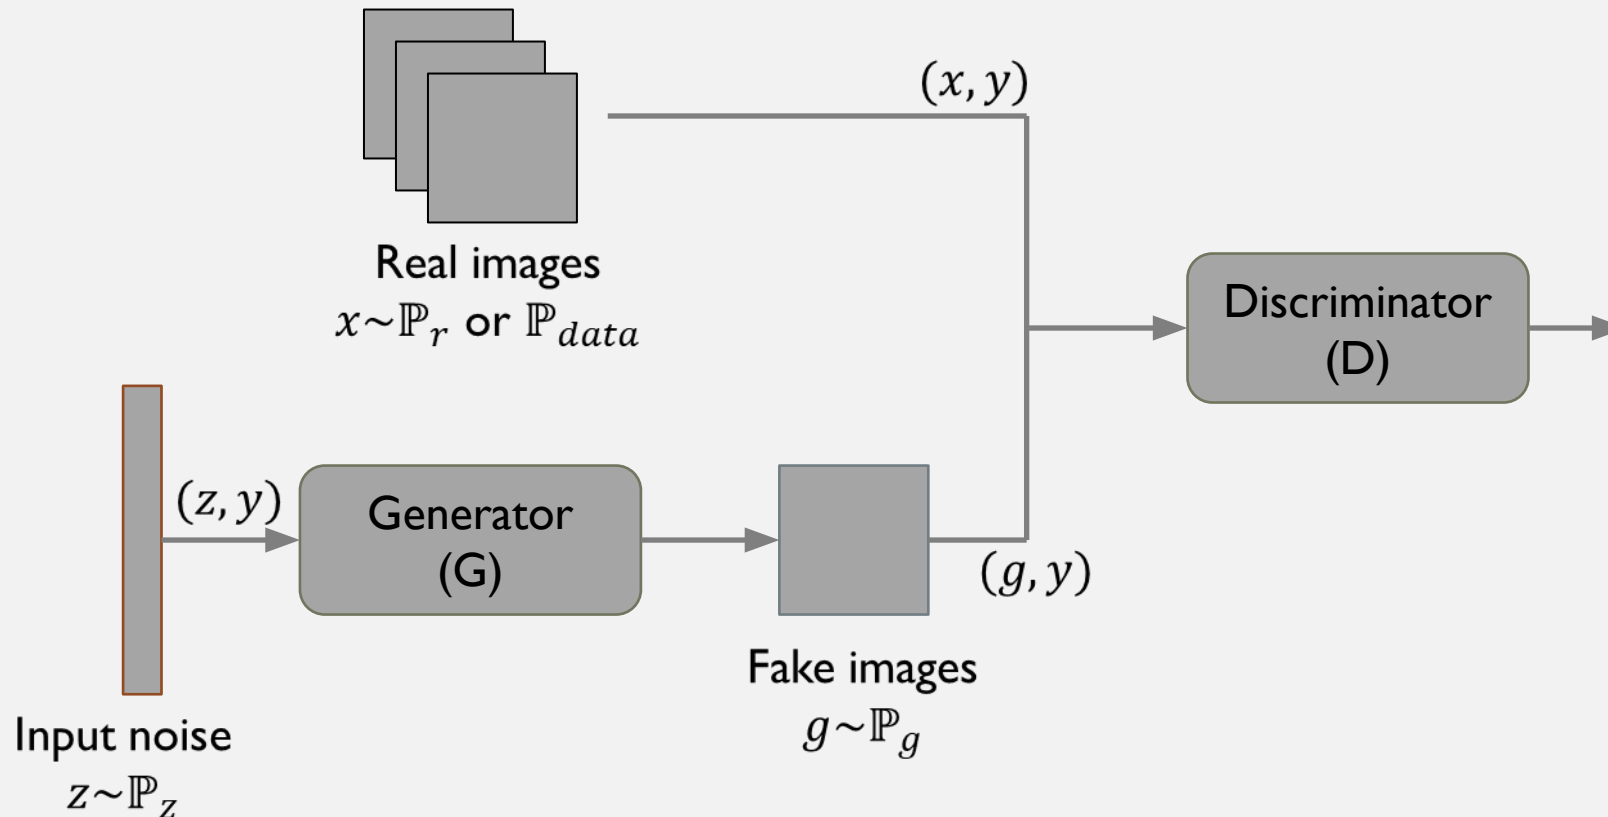 (x, y)
Real images
x~ℙ_r or ℙ_data
Discriminator
(D)
(z, y)
Generator
(G)
(g, y)
Fake images
g~ℙ_g
Input noise
z~ℙ_z